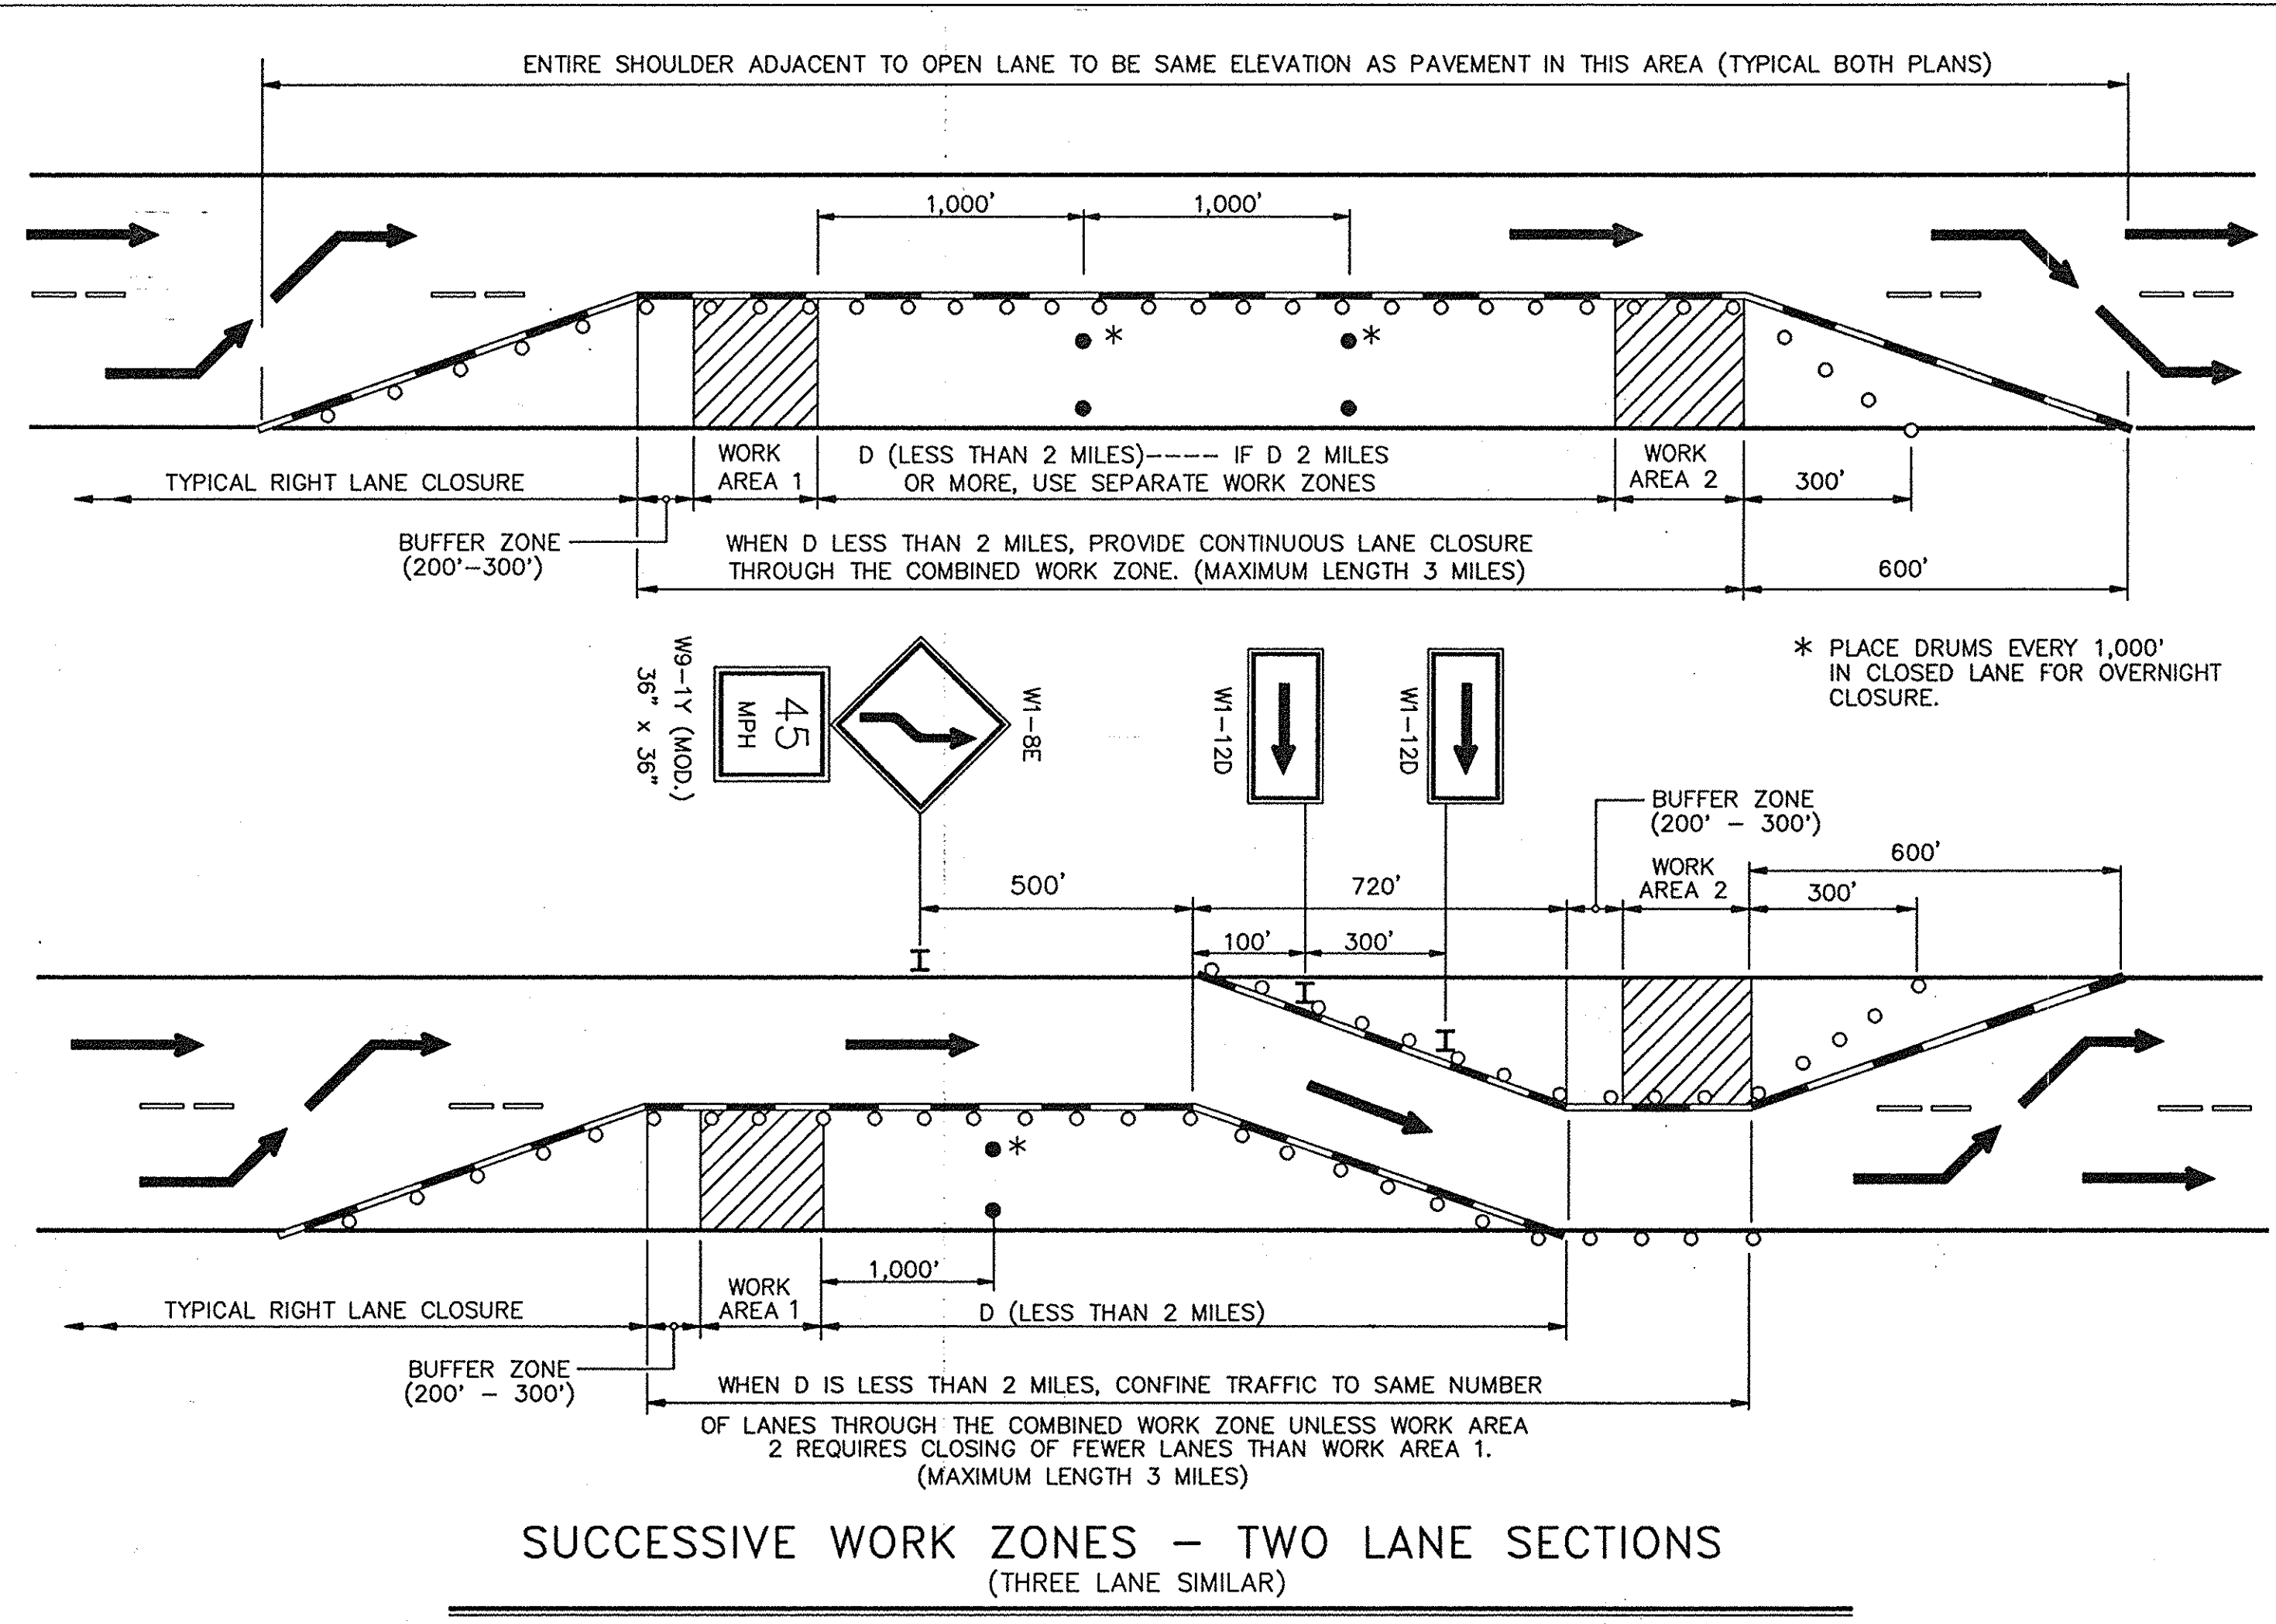 ENTIRE SHOULDER ADJACENT TO OPEN LANE TO BE SAME ELEVATION AS PAVEMENT IN THIS AREA (TYPICAL BOTH PLANS)
1,000'
1,000'
*
*
WORK
AREA 1
D (LESS THAN 2 MILES)---- IF D 2 MILES
OR MORE, USE SEPARATE WORK ZONES
WORK
AREA 2
300'
TYPICAL RIGHT LANE CLOSURE
BUFFER ZONE
(200'-300')
WHEN D LESS THAN 2 MILES, PROVIDE CONTINUOUS LANE CLOSURE
THROUGH THE COMBINED WORK ZONE. (MAXIMUM LENGTH 3 MILES)
600'
* PLACE DRUMS EVERY 1,000'
IN CLOSED LANE FOR OVERNIGHT
CLOSURE.
W9-1Y (MOD.)
36" x 36"
45
MPH
W1-8E
W1-12D
W1-12D
BUFFER ZONE
(200' - 300')
WORK
AREA 2
600'
500'
720'
300'
100'
300'
*
1,000'
WORK
AREA 1
TYPICAL RIGHT LANE CLOSURE
D (LESS THAN 2 MILES)
BUFFER ZONE
(200' - 300')
WHEN D IS LESS THAN 2 MILES, CONFINE TRAFFIC TO SAME NUMBER
OF LANES THROUGH THE COMBINED WORK ZONE UNLESS WORK AREA
2 REQUIRES CLOSING OF FEWER LANES THAN WORK AREA 1.
(MAXIMUM LENGTH 3 MILES)
SUCCESSIVE WORK ZONES - TWO LANE SECTIONS
(THREE LANE SIMILAR)